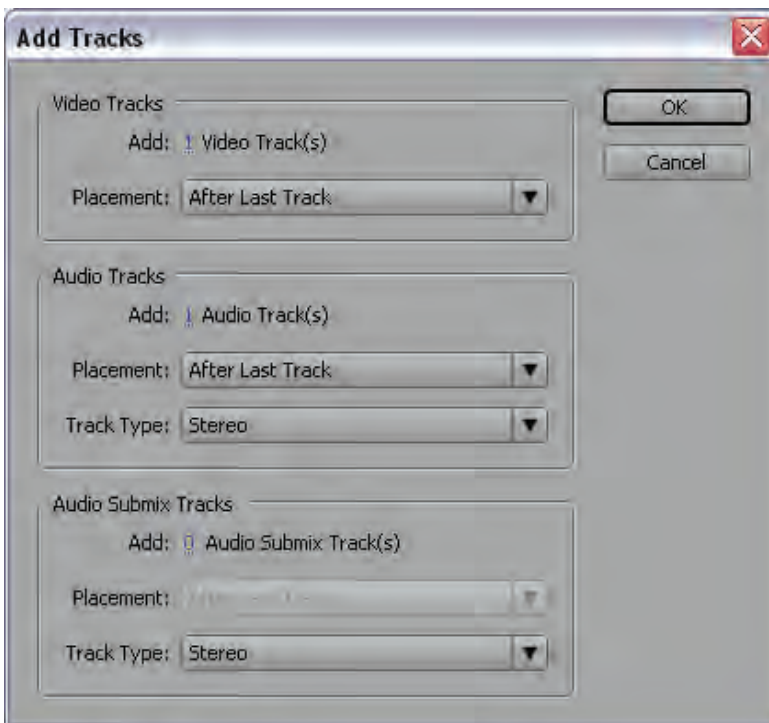 Add Tracks
Video Tracks
Add: 1 Video Track(s)
Placement: After Last Track
OK
Cancel
Audio Tracks
Add: 1 Audio Track(s)
Placement: After Last Track
Track Type: Stereo
Audio Submix Tracks
Add: 0 Audio Submix Track(s)
Placement:
Track Type: Stereo